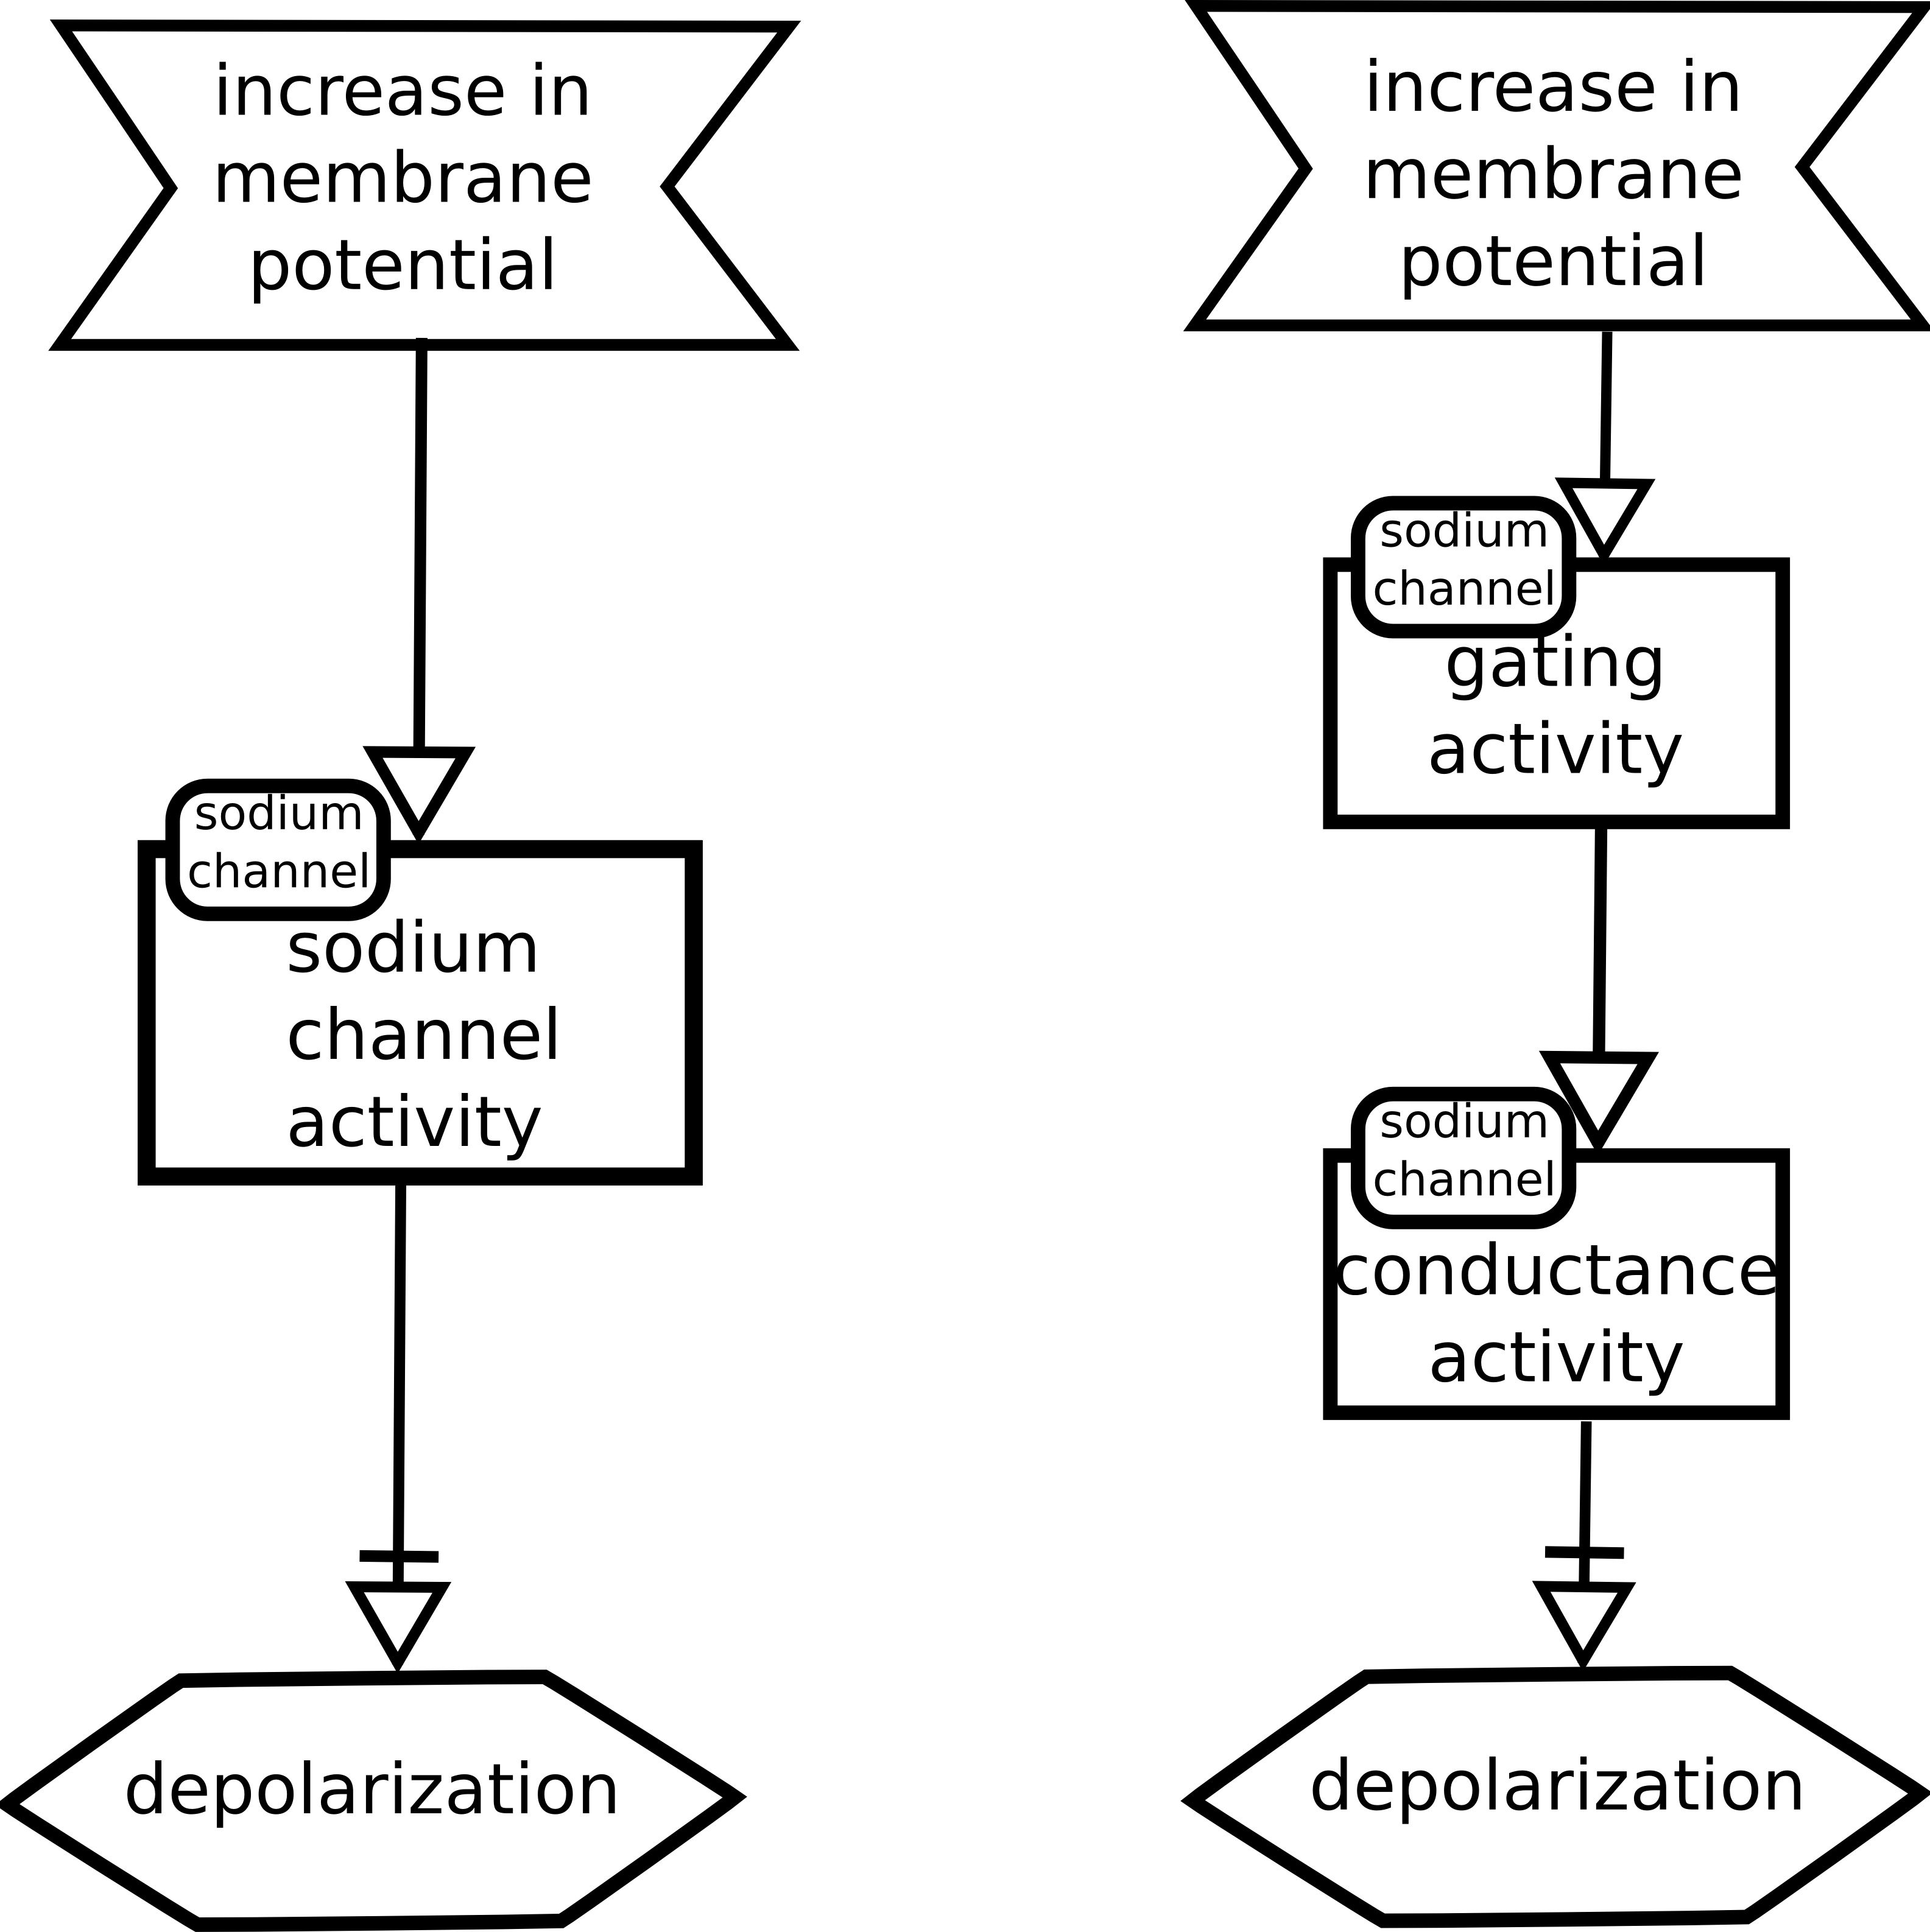 increase in
membrane
potential
sodium
channel
sodium
channel
activity
depolarization
increase in
membrane
potential
sodium
channel
gating
activity
sodium
channel
conductance
activity
depolarization